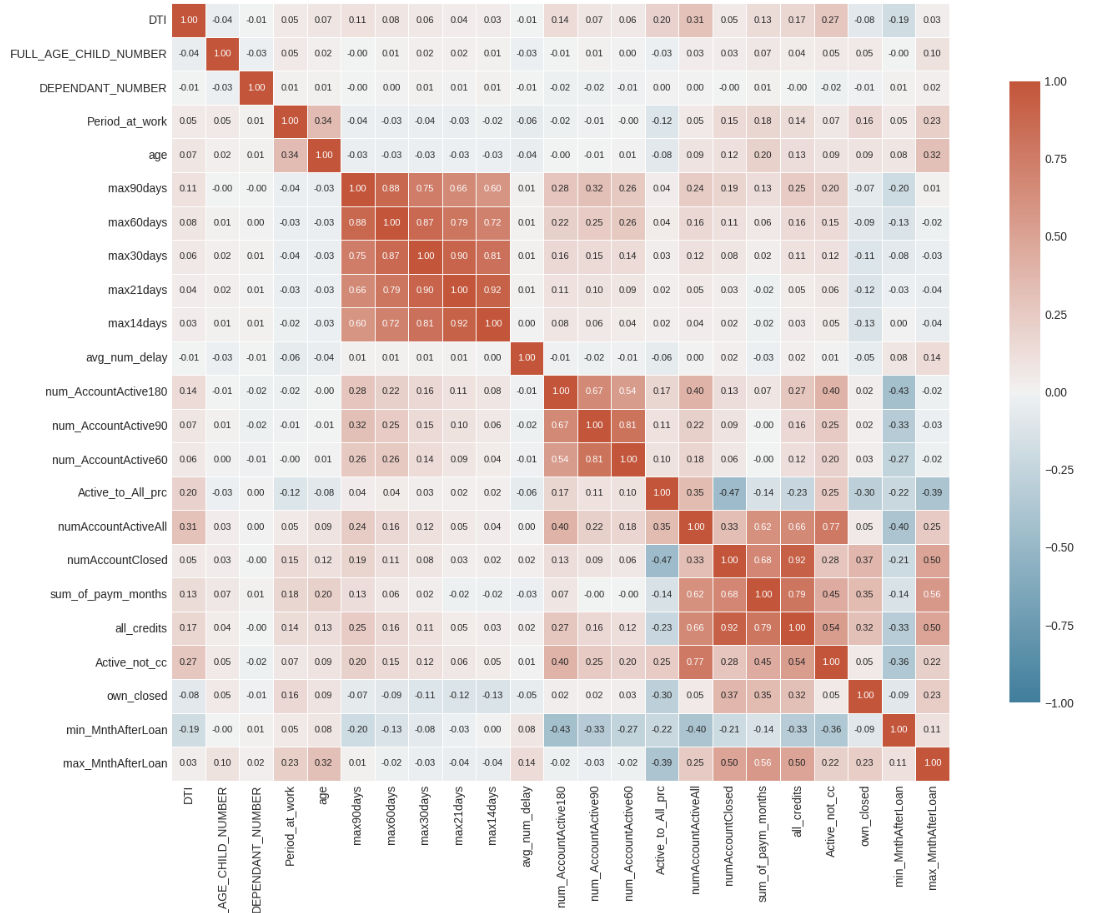 DTI 1.00 -0.04 -0.01 0.05 0.07 0.11 0.08 0.06 0.04 0.03 -0.01 0.14 0.07 0.06 0.20 0.31 0.05 0.13 0.17 0.27 -0.08 -0.19 0.03
FULL_AGE_CHILD_NUMBER -0.04 1.00 -0.03 0.05 0.02 -0.00 0.01 0.02 0.02 0.01 -0.03 -0.01 0.01 0.00 -0.03 0.03 0.03 0.07 0.04 0.05 0.05 -0.00 0.10
DEPENDANT_NUMBER -0.01 -0.03 1.00 0.01 0.01 -0.00 0.00 0.01 0.01 0.01 -0.01 -0.02 -0.02 -0.01 0.00 0.00 -0.00 0.01 -0.00 -0.02 -0.01 0.01 0.02
Period_at_work 0.05 0.05 0.01 1.00 0.34 -0.04 -0.03 -0.04 -0.03 -0.02 -0.06 -0.02 -0.01 -0.00 -0.12 0.05 0.15 0.18 0.14 0.07 0.16 0.05 0.23
age 0.07 0.02 0.01 0.34 1.00 -0.03 -0.03 -0.03 -0.03 -0.03 -0.04 -0.00 -0.01 0.01 -0.08 0.09 0.12 0.20 0.13 0.09 0.09 0.08 0.32
max90days 0.11 -0.00 -0.00 -0.04 -0.03 1.00 0.88 0.75 0.66 0.60 0.01 0.28 0.32 0.26 0.04 0.24 0.19 0.13 0.25 0.20 -0.07 -0.20 0.01
max60days 0.08 0.01 0.00 -0.03 -0.03 0.88 1.00 0.87 0.79 0.72 0.01 0.22 0.25 0.26 0.04 0.16 0.11 0.06 0.16 0.15 -0.09 -0.13 -0.02
max30days 0.06 0.02 0.01 -0.04 -0.03 0.75 0.87 1.00 0.90 0.81 0.01 0.16 0.15 0.14 0.03 0.12 0.08 0.02 0.11 0.12 -0.11 -0.08 -0.03
max21days 0.04 0.02 0.01 -0.03 -0.03 0.66 0.79 0.90 1.00 0.92 0.01 0.11 0.10 0.09 0.02 0.05 0.03 -0.02 0.05 0.06 -0.12 -0.03 -0.04
max14days 0.03 0.01 0.01 -0.02 -0.03 0.60 0.72 0.81 0.92 1.00 0.00 0.08 0.06 0.04 0.02 0.04 0.02 -0.02 0.03 0.05 -0.13 0.00 -0.04
avg_num_delay -0.01 -0.03 -0.01 -0.06 -0.04 0.01 0.01 0.01 0.01 0.00 1.00 -0.01 -0.02 -0.01 -0.06 0.00 0.02 -0.03 0.02 0.01 -0.05 0.08 0.14
num_AccountActive180 0.14 -0.01 -0.02 -0.02 -0.00 0.28 0.22 0.16 0.11 0.08 -0.01 1.00 0.67 0.54 0.17 0.40 0.13 0.07 0.27 0.40 0.02 -0.43 -0.02
num_AccountActive90 0.07 0.01 -0.02 -0.01 -0.01 0.32 0.25 0.15 0.10 0.06 -0.02 0.67 1.00 0.81 0.11 0.22 0.09 -0.00 0.16 0.25 0.02 -0.33 -0.03
num_AccountActive60 0.06 0.00 -0.01 -0.00 0.01 0.26 0.26 0.14 0.09 0.04 -0.01 0.54 0.81 1.00 0.10 0.18 0.06 -0.00 0.12 0.20 0.03 -0.27 -0.02
Active_to_All_prc 0.20 -0.03 0.00 -0.12 -0.08 0.04 0.04 0.03 0.02 0.02 -0.06 0.17 0.11 0.10 1.00 0.35 -0.47 -0.14 -0.23 0.25 -0.30 -0.22 -0.39
numAccountActiveAll 0.31 0.03 0.00 0.05 0.09 0.24 0.16 0.12 0.05 0.04 0.00 0.40 0.22 0.18 0.35 1.00 0.33 0.62 0.66 0.77 0.05 -0.40 0.25
numAccountClosed 0.05 0.03 -0.00 0.15 0.12 0.19 0.11 0.08 0.03 0.02 0.02 0.13 0.09 0.06 -0.47 0.33 1.00 0.68 0.92 0.28 0.37 -0.21 0.50
sum_of_paym_months 0.13 0.07 0.01 0.18 0.20 0.13 0.06 0.02 -0.02 -0.02 -0.03 0.07 -0.00 -0.00 -0.14 0.62 0.68 1.00 0.79 0.45 0.35 -0.14 0.56
all_credits 0.17 0.04 -0.00 0.14 0.13 0.25 0.16 0.11 0.05 0.03 0.02 0.27 0.16 0.12 -0.23 0.66 0.92 0.79 1.00 0.54 0.32 -0.33 0.50
Active_not_cc 0.27 0.05 -0.02 0.07 0.09 0.20 0.15 0.12 0.06 0.05 0.01 0.40 0.25 0.20 0.25 0.77 0.28 0.45 0.54 1.00 0.05 -0.36 0.22
own_closed -0.08 0.05 -0.01 0.16 0.09 -0.07 -0.09 -0.11 -0.12 -0.13 -0.05 0.02 0.02 0.03 -0.30 0.05 0.37 0.35 0.32 0.05 1.00 -0.09 0.23
min_MnthAfterLoan -0.19 -0.00 0.01 0.05 0.08 -0.20 -0.13 -0.08 -0.03 0.00 0.08 -0.43 -0.33 -0.27 -0.22 -0.40 -0.21 -0.14 -0.33 -0.36 -0.09 1.00 0.11
max_MnthAfterLoan 0.03 0.10 0.02 0.23 0.32 0.01 -0.02 -0.03 -0.04 -0.04 0.14 -0.02 -0.03 -0.02 -0.39 0.25 0.50 0.56 0.50 0.22 0.23 0.11 1.00
DTI
_AGE_CHILD_NUMBER
DEPENDANT_NUMBER
Period_at_work
age
max90days
max60days
max30days
max21days
max14days
avg_num_delay
num_AccountActive180
num_AccountActive90
num_AccountActive60
Active_to_All_prc
numAccountActiveAll
numAccountClosed
sum_of_paym_months
all_credits
Active_not_cc
own_closed
min_MnthAfterLoan
max_MnthAfterLoan
1.00
0.75
0.50
0.25
0.00
−0.25
−0.50
−0.75
−1.00